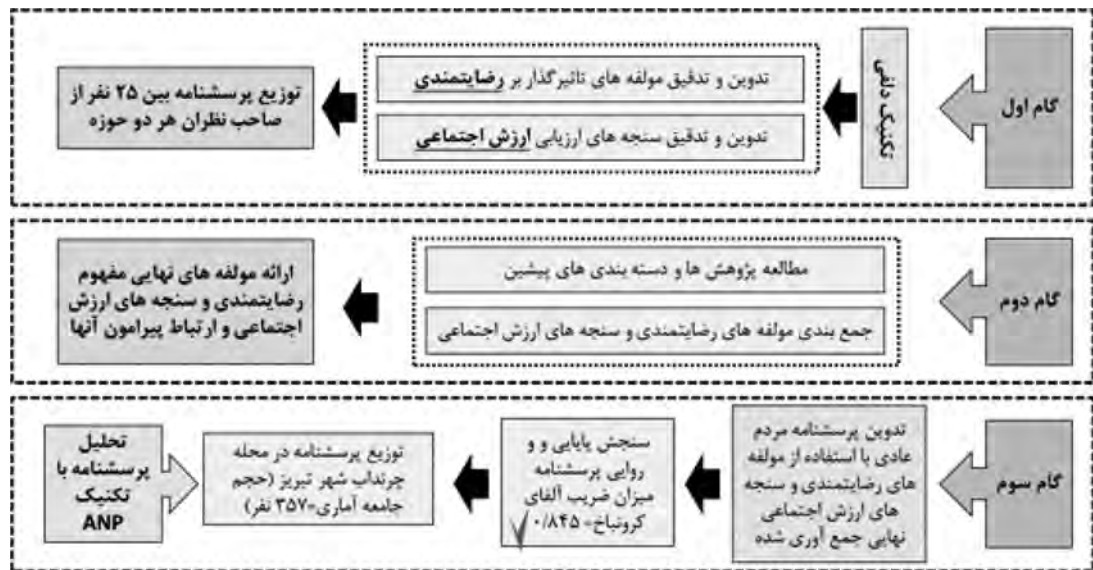 گام اول
تکنیک دلفی
تدوین و تدقیق مولفه های تاثیرگذار بر رضایتمندی
تدوین و تدقیق سنجه های ارزیابی ارزش اجتماعی
توزیع پرسشنامه بین ۲۵ نفر از
صاحب نظران هر دو حوزه
گام دوم
مطالعه پژوهش ها و دسته بندی های پیشین
جمع بندی مولفه های رضایتمندی و سنجه های ارزش اجتماعی
ارائه مولفه های نهایی مفهوم
رضایتمندی و سنجه های ارزش
اجتماعی و ارتباط پیرامون آنها
گام سوم
تدوین پرسشنامه مردم
عادی با استفاده از مولفه
های رضایتمندی و سنجه
های ارزش اجتماعی
نهایی جمع آوری شده
سنجش پایایی و و
روایی پرسشنامه
میزان ضریب آلفای
کرونباخ= ۰/۸۴۵
توزیع پرسشنامه در محله
چرنداب شهر تبریز (حجم
جامعه آماری=۳۵۷ نفر)
تحلیل
پرسشنامه با
تکنیک
ANP